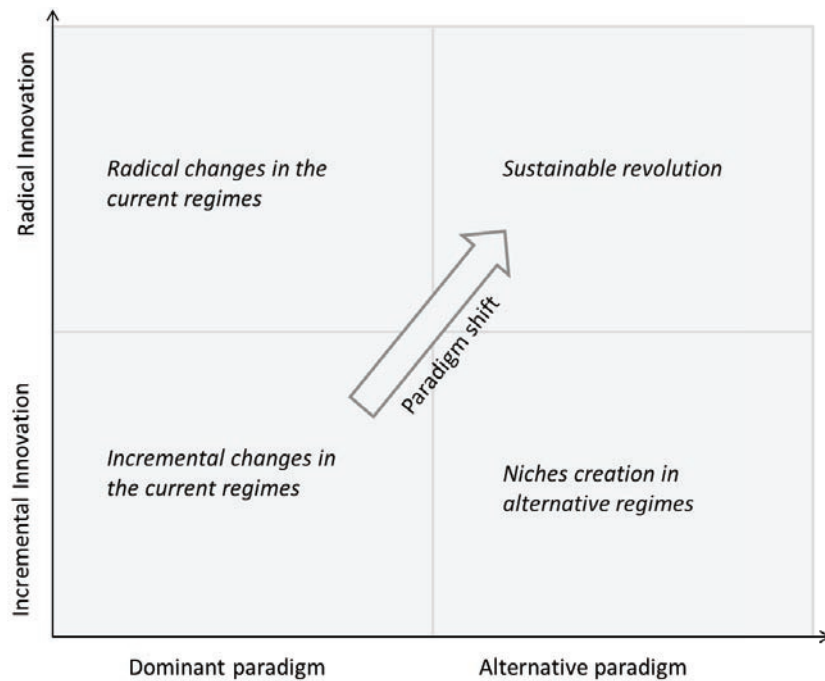 Radical Innovation
Radical changes in the
current regimes
Sustainable revolution
Paradigm shift
Incremental Innovation
Incremental changes in
the current regimes
Niches creation in
alternative regimes
Dominant paradigm
Alternative paradigm